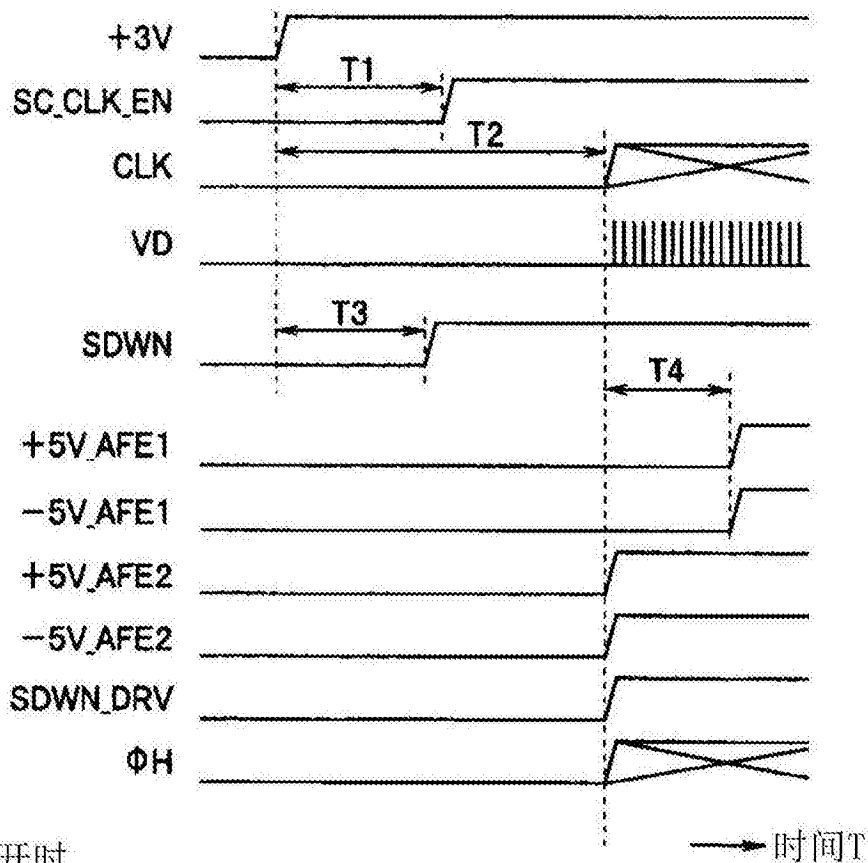 +3V
T1
SC_CLK_EN
T2
CLK
VD
T3
SDWN
T4
+5V_AFE1
−5V_AFE1
+5V_AFE2
−5V_AFE2
SDWN_DRV
ΦH
时间T